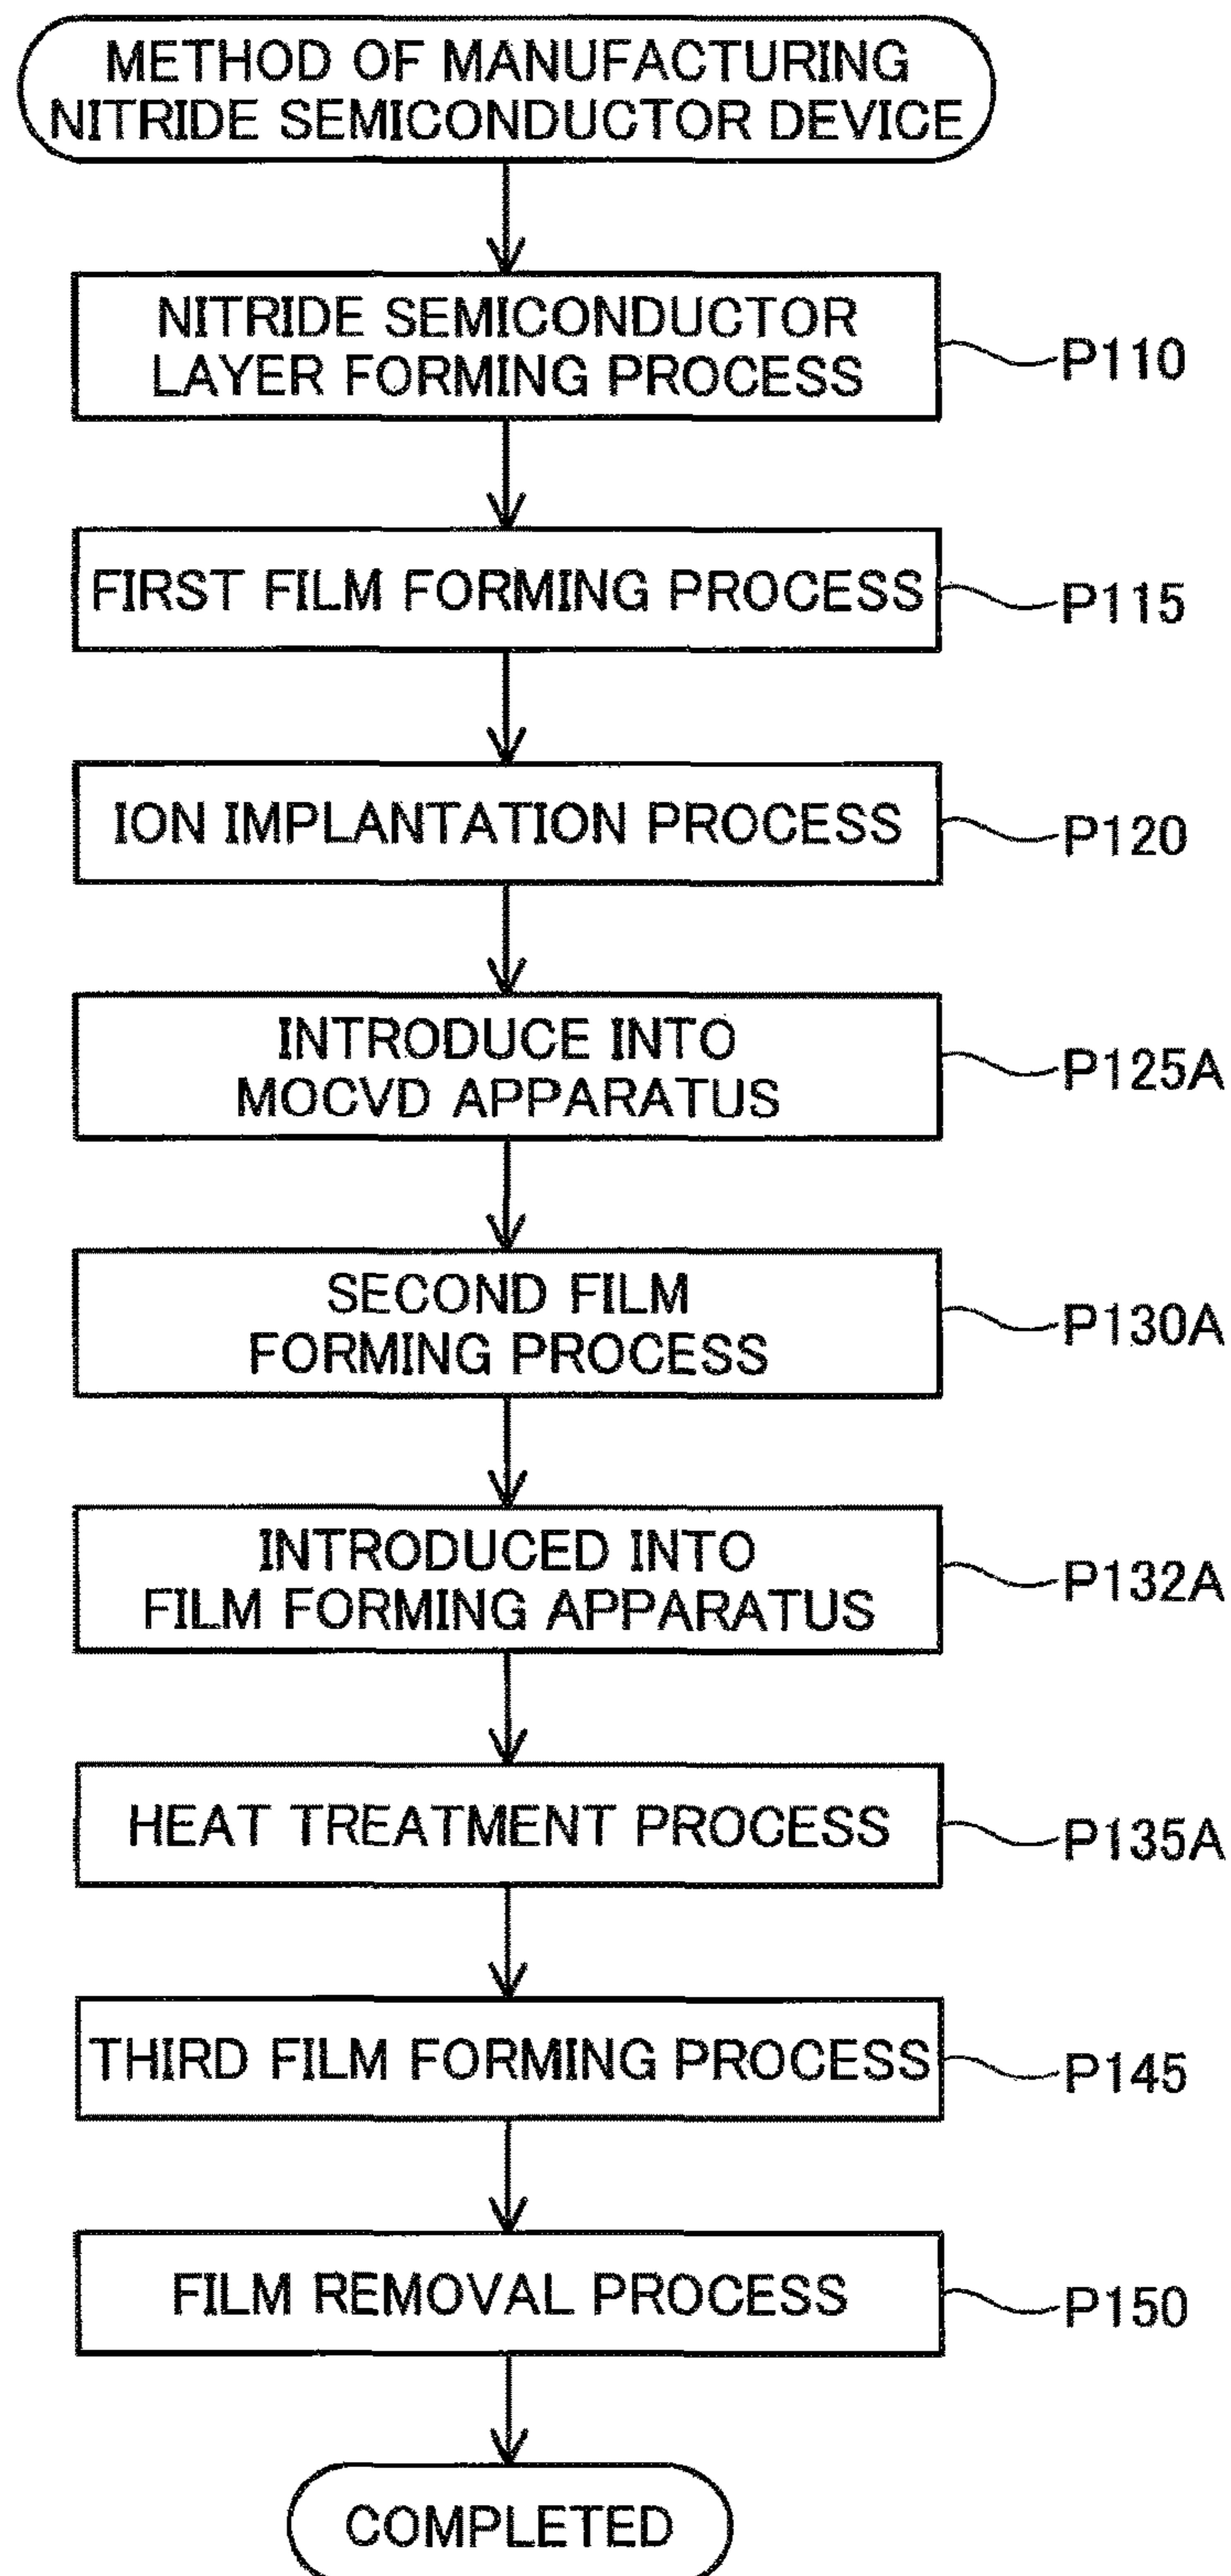 METHOD OF MANUFACTURING
NITRIDE SEMICONDUCTOR DEVICE
NITRIDE SEMICONDUCTOR
LAYER FORMING PROCESS
P110
FIRST FILM FORMING PROCESS
P115
ION IMPLANTATION PROCESS
P120
INTRODUCE INTO
MOCVD APPARATUS
P125A
SECOND FILM
FORMING PROCESS
P130A
INTRODUCED INTO
FILM FORMING APPARATUS
P132A
HEAT TREATMENT PROCESS
P135A
THIRD FILM FORMING PROCESS
P145
FILM REMOVAL PROCESS
P150
COMPLETED